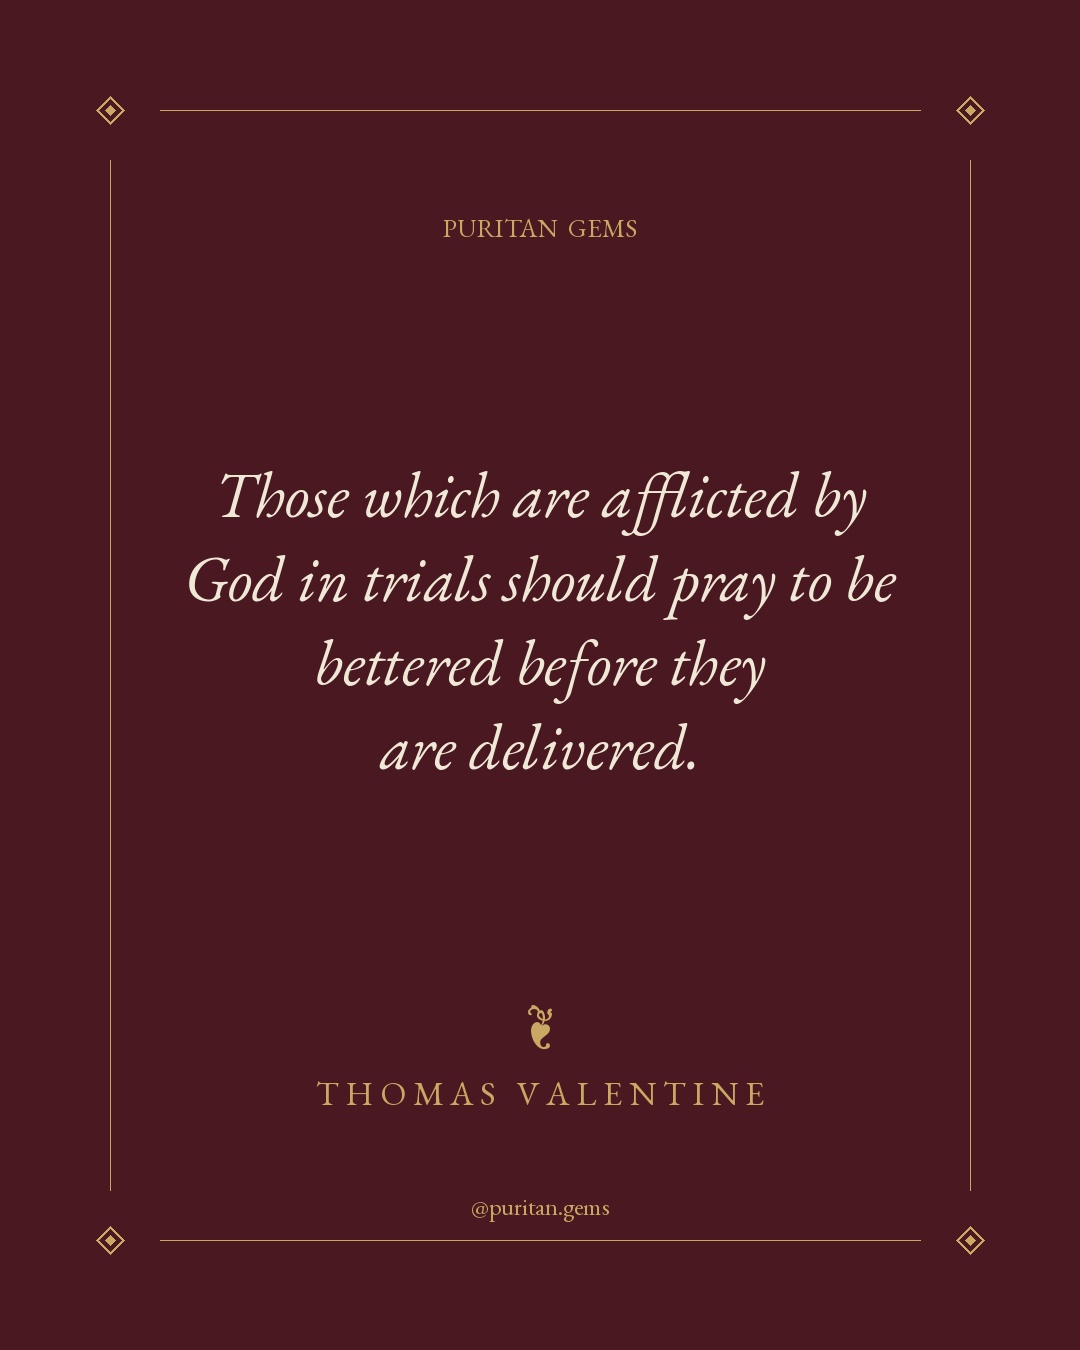 PURITAN GEMS
Those which are afflicted by
God in trials should pray to be
bettered before they
are delivered.
THOMAS VALENTINE
@puritan.gems